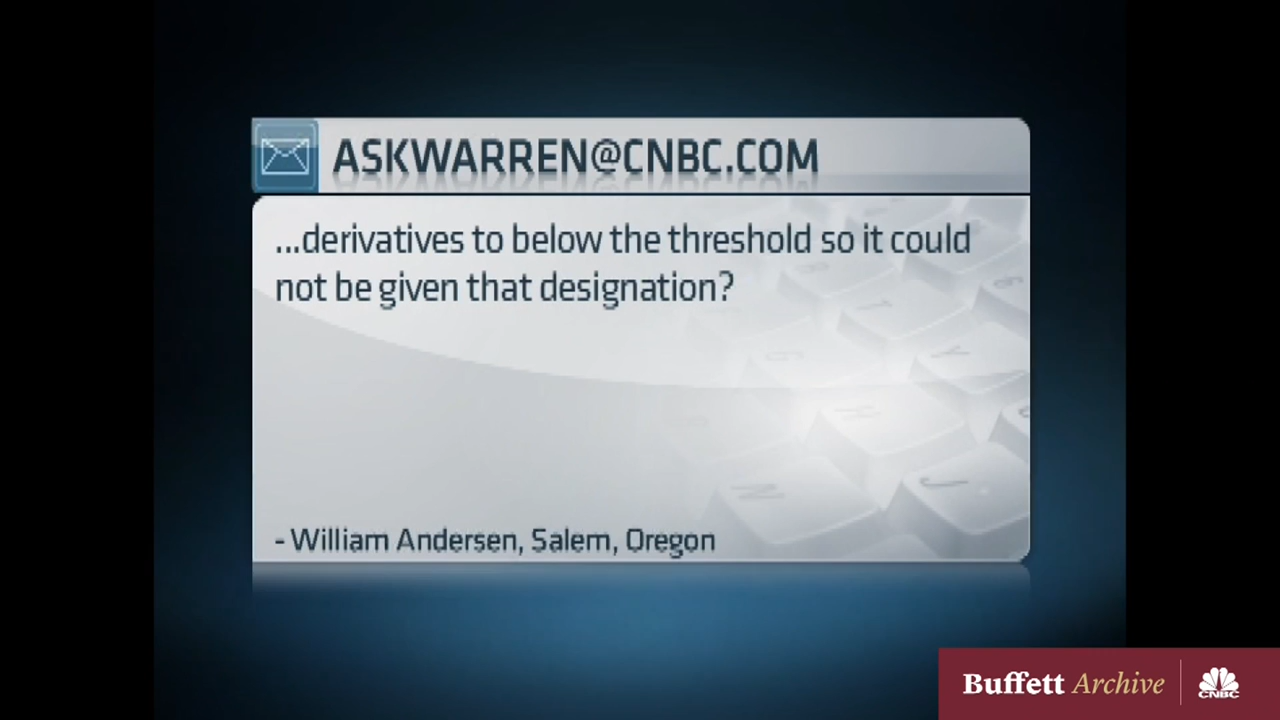 ASKWARREN@CNBC.COM
...derivatives to below the threshold so it could
not be given that designation?
- William Andersen, Salem, Oregon
Buffett Archive
CNBC